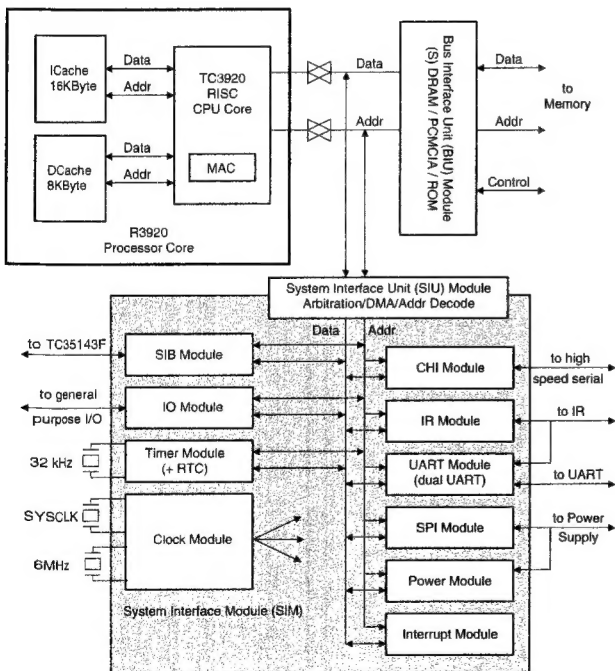 ICache
16KByte
Data
Addr
TC3920
RISC
CPU Core
MAC
DCache
8KByte
Data
Addr
R3920
Processor Core
Data
Addr
Bus Interface Unit (BIU) Module
(S) DRAM / PCMCIA / ROM
Data
to
Memory
Addr
Control
System Interface Unit (SIU) Module
Arbitration/DMA/Addr Decode
Data
Addr
to TC35143F
SIB Module
to general
purpose I/O
IO Module
32 kHz
Timer Module
(+ RTC)
SYSCLK
6MHz
Clock Module
System Interface Module (SIM)
CHI Module
to high
speed serial
IR Module
to IR
UART Module
(dual UART)
to UART
SPI Module
to Power
Supply
Power Module
Interrupt Module